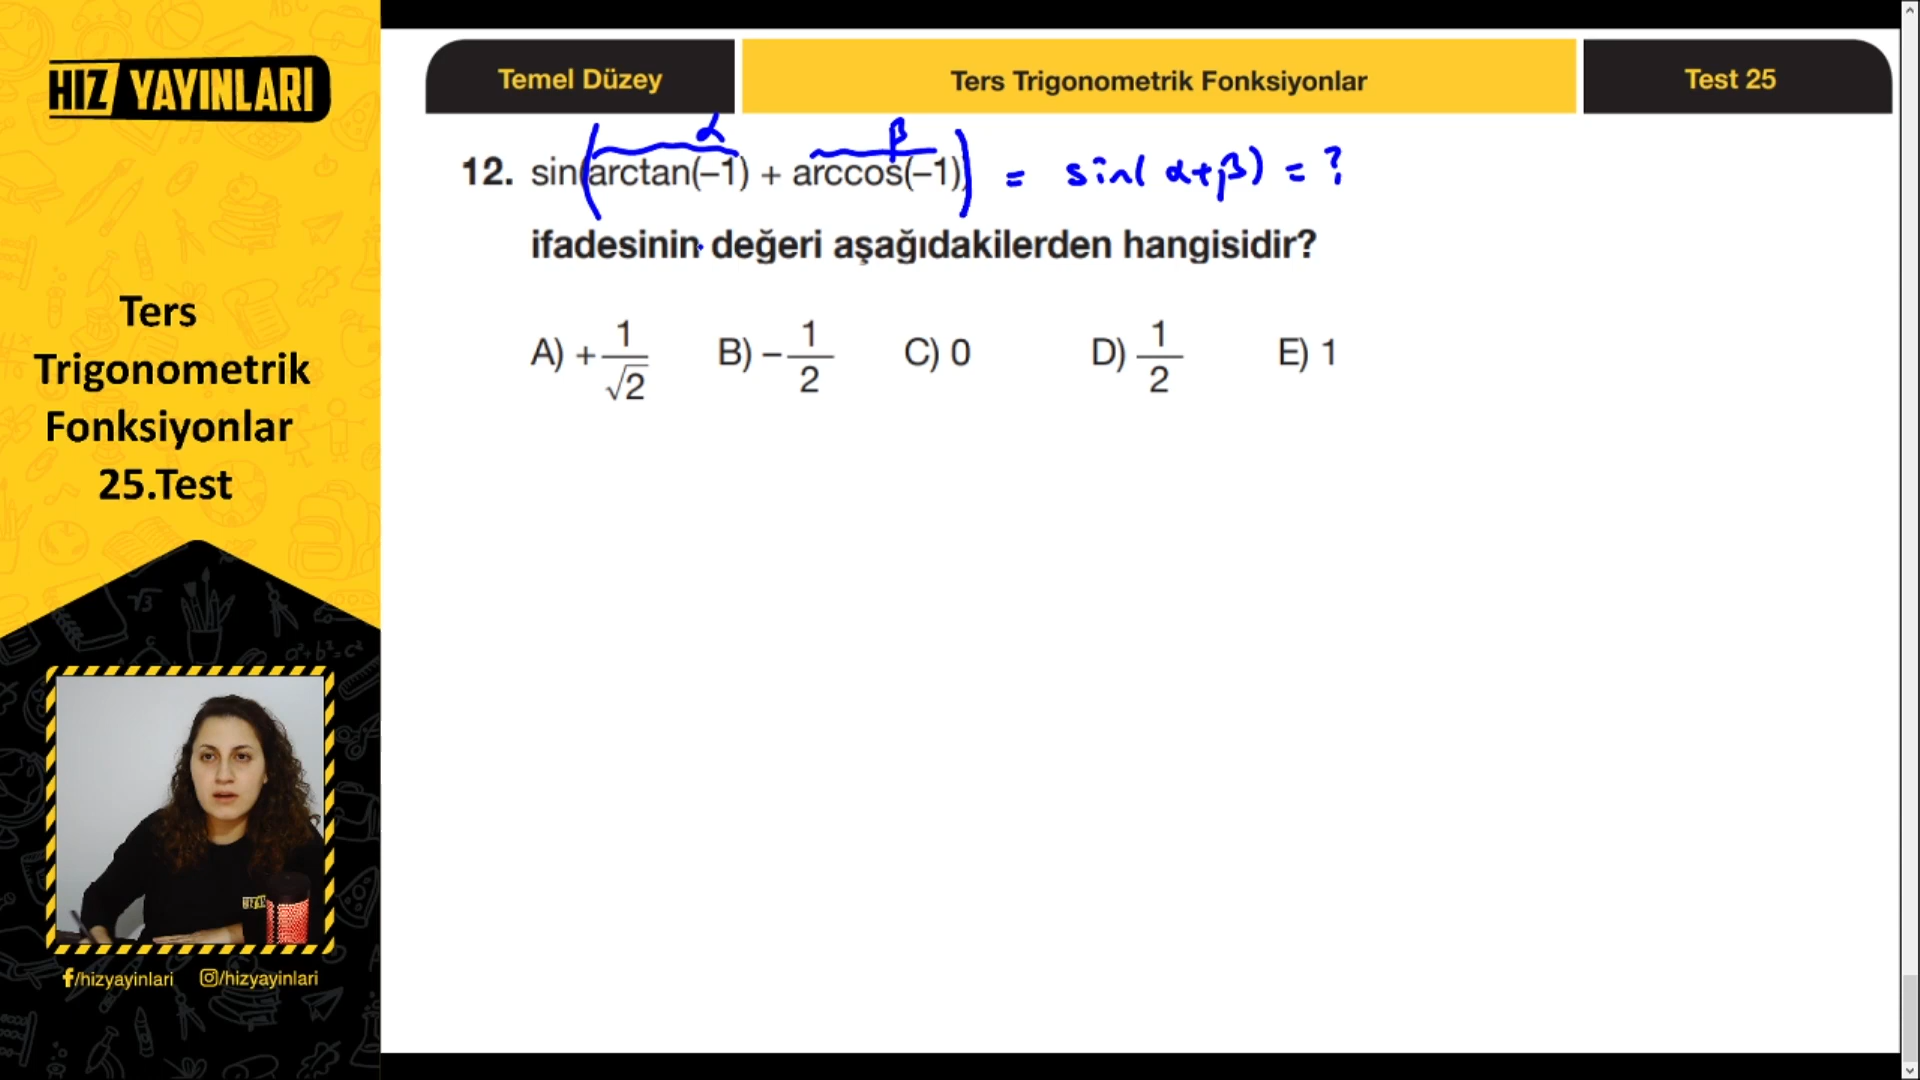 HIZ YAYINLARI
Ters
Trigonometrik
Fonksiyonlar
25.Test
/hizyayinlari /hizyayinlari
Temel Düzey Ters Trigonometrik Fonksiyonlar Test 25
α β
12. sin(arctan(–1) + arccos(–1)) = sin(α+β) = ?
ifadesinin değeri aşağıdakilerden hangisidir?
A) +1/√2 B) –1/2 C) 0 D) 1/2 E) 1